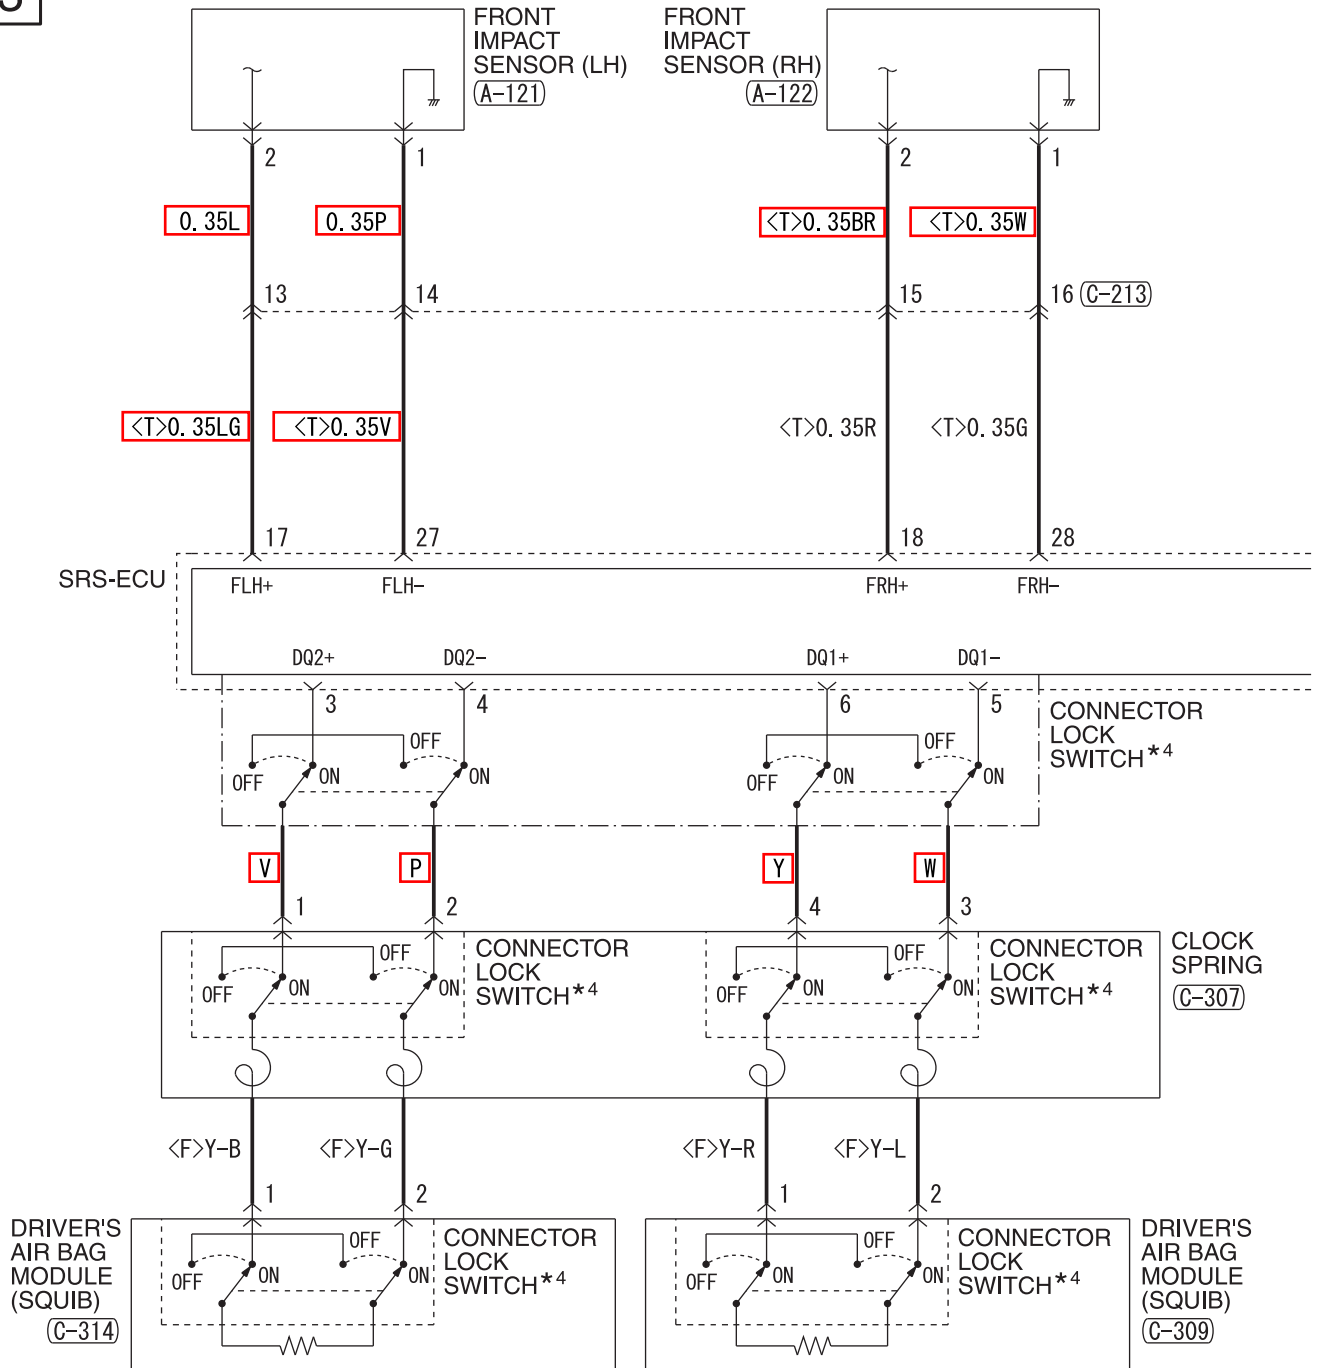 FRONT
IMPACT
SENSOR (LH)
A-121
FRONT
IMPACT
SENSOR (RH)
A-122
2 1 2 1
0.35L 0.35P <T>0.35BR <T>0.35W
13 14 15 16 C-213
<T>0.35LG <T>0.35V <T>0.35R <T>0.35G
17 27 18 28
SRS-ECU
FLH+ FLH- FRH+ FRH-
DQ2+ DQ2- DQ1+ DQ1-
3 4 6 5
CONNECTOR
LOCK
SWITCH*4
OFF OFF
OFF ON ON OFF ON ON
V P Y W
1 2 4 3
OFF CONNECTOR
LOCK
SWITCH*4
OFF ON ON
OFF CONNECTOR
LOCK
SWITCH*4
OFF ON ON
CLOCK
SPRING
C-307
<F>Y-B <F>Y-G <F>Y-R <F>Y-L
1 2 1 2
DRIVER'S
AIR BAG
MODULE
(SQUIB)
C-314
OFF CONNECTOR
LOCK
SWITCH*4
OFF ON ON
OFF CONNECTOR
LOCK
SWITCH*4
OFF ON ON
DRIVER'S
AIR BAG
MODULE
(SQUIB)
C-309